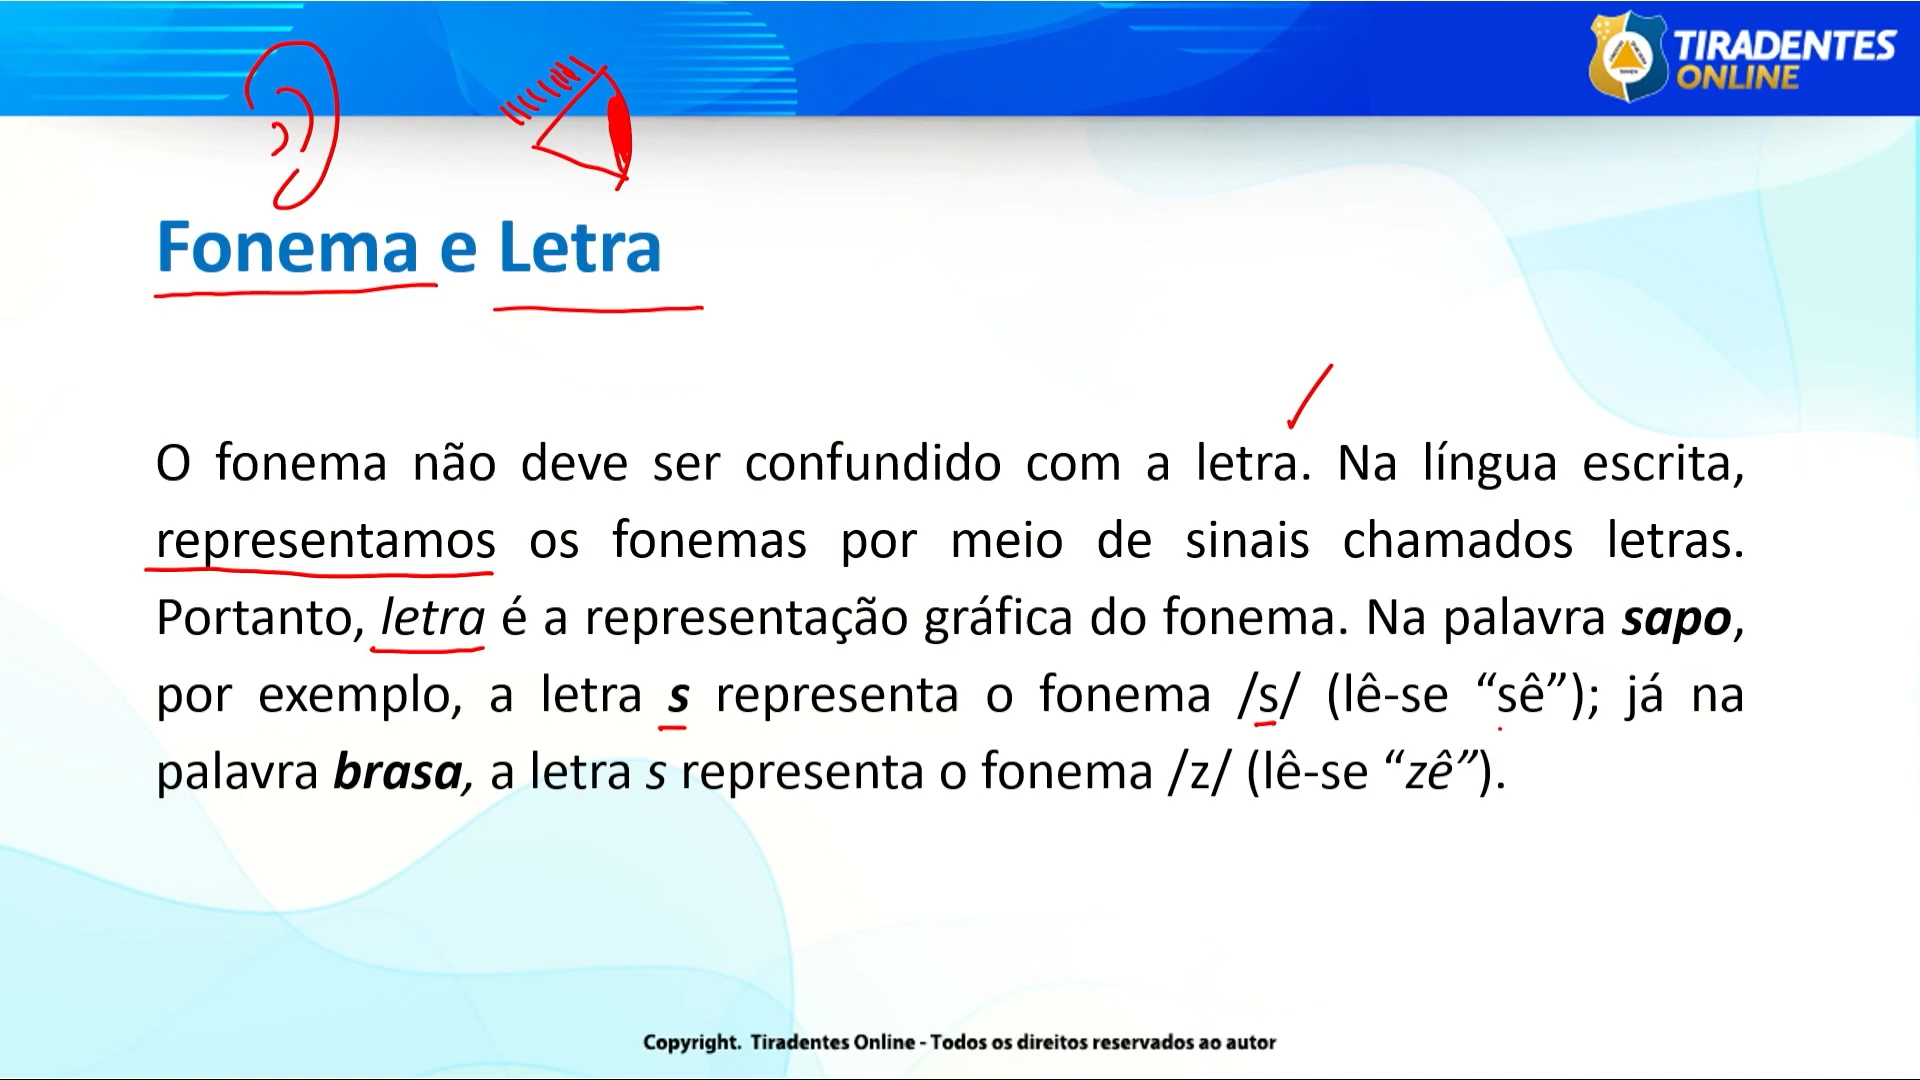 TIRADENTES
ONLINE
Fonema e Letra
O fonema não deve ser confundido com a letra. Na língua escrita,
representamos os fonemas por meio de sinais chamados letras.
Portanto, letra é a representação gráfica do fonema. Na palavra sapo,
por exemplo, a letra s representa o fonema /s/ (lê-se “sê”); já na
palavra brasa, a letra s representa o fonema /z/ (lê-se “zê”).
Copyright. Tiradentes Online - Todos os direitos reservados ao autor